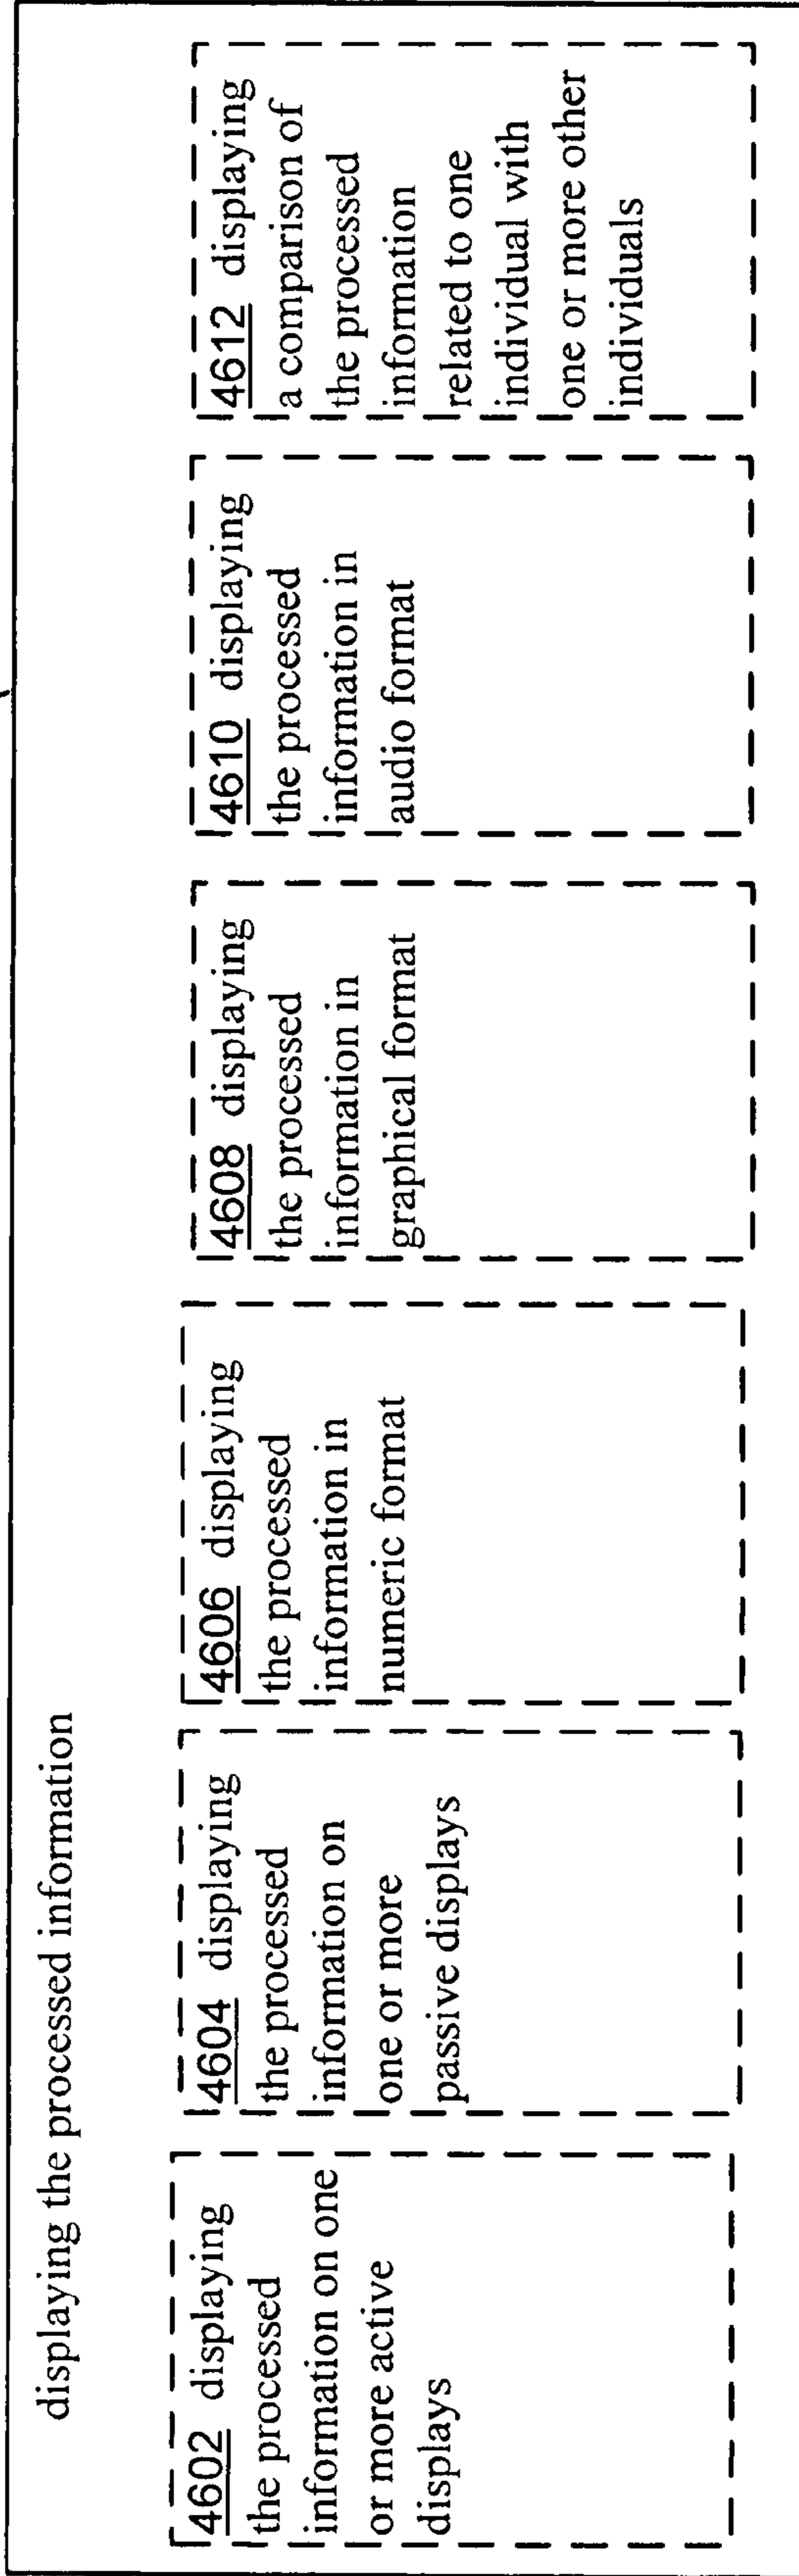 displaying the processed information
4602 displaying
the processed
information on one
or more active
displays
4604 displaying
the processed
information on
one or more
passive displays
4606 displaying
the processed
information in
numeric format
4608 displaying
the processed
information in
graphical format
4610 displaying
the processed
information in
audio format
4612 displaying
a comparison of
the processed
information
related to one
individual with
one or more other
individuals